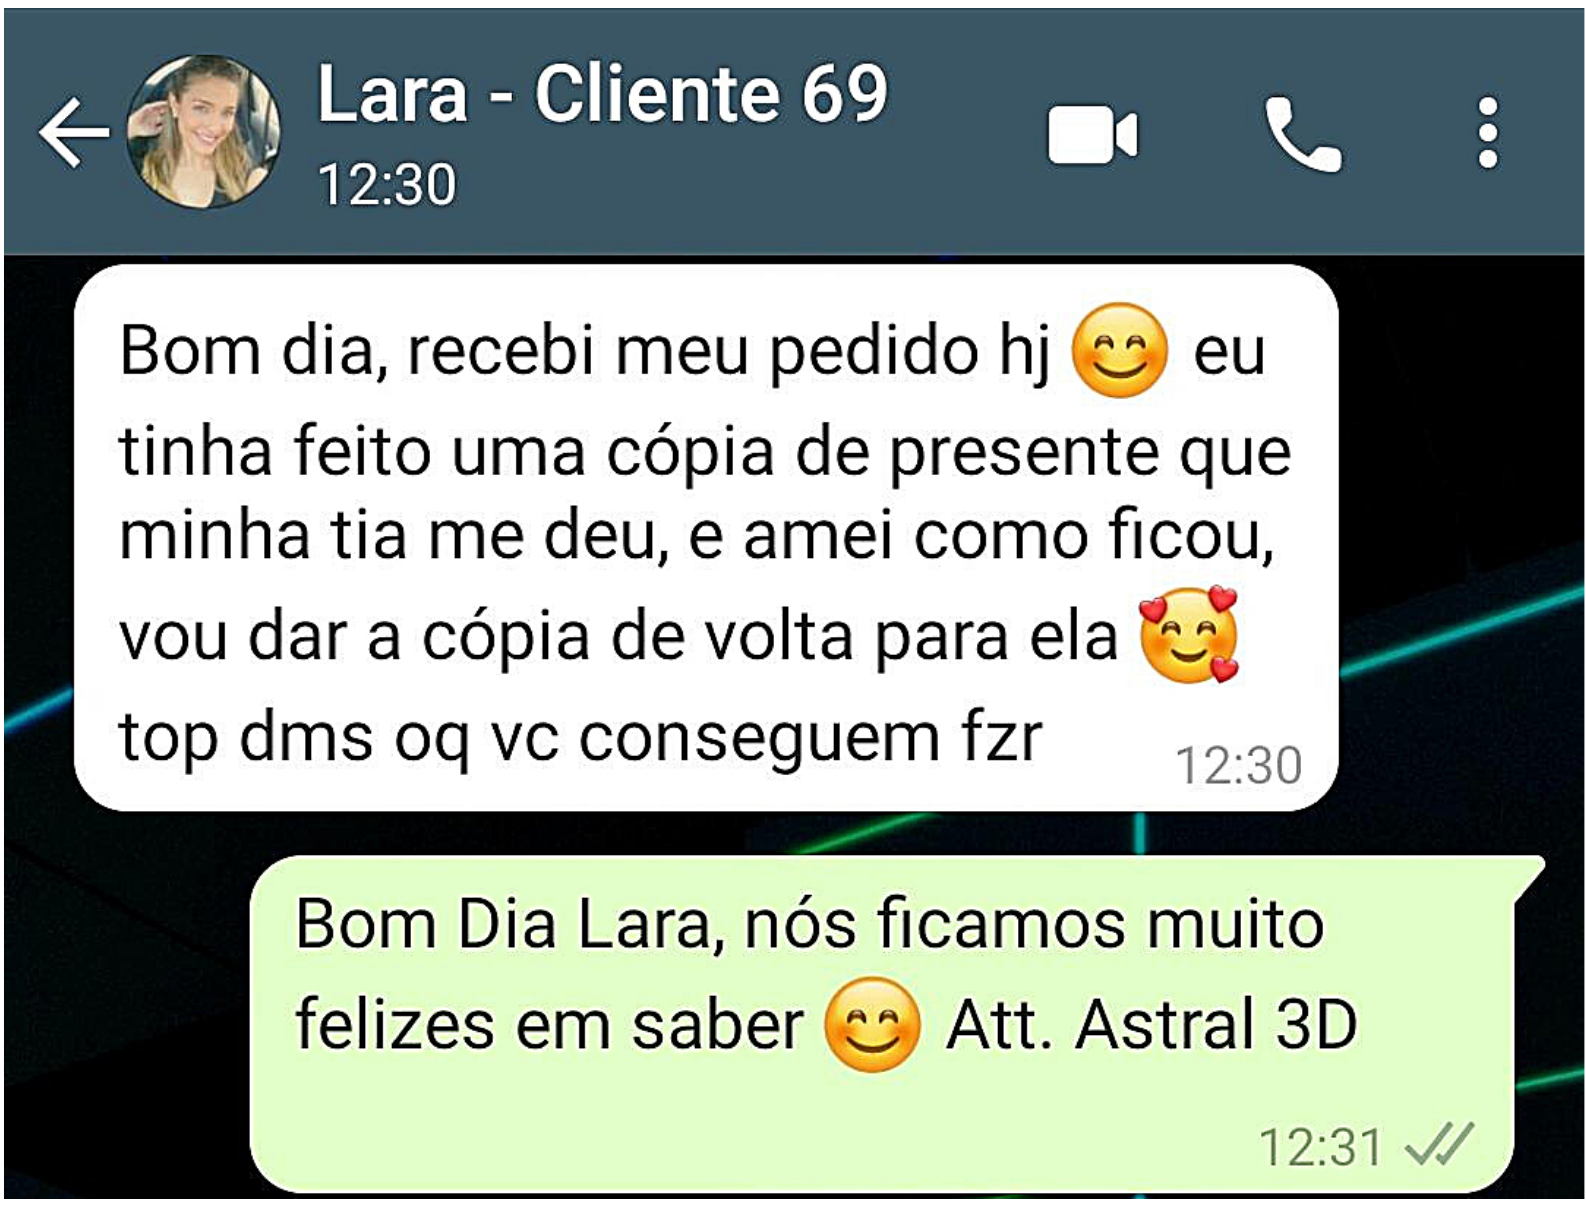 Lara - Cliente 69
12:30
Bom dia, recebi meu pedido hj 😊 eu
tinha feito uma cópia de presente que
minha tia me deu, e amei como ficou,
vou dar a cópia de volta para ela 🥰
top dms oq vc conseguem fzr
12:30
Bom Dia Lara, nós ficamos muito
felizes em saber 😊 Att. Astral 3D
12:31